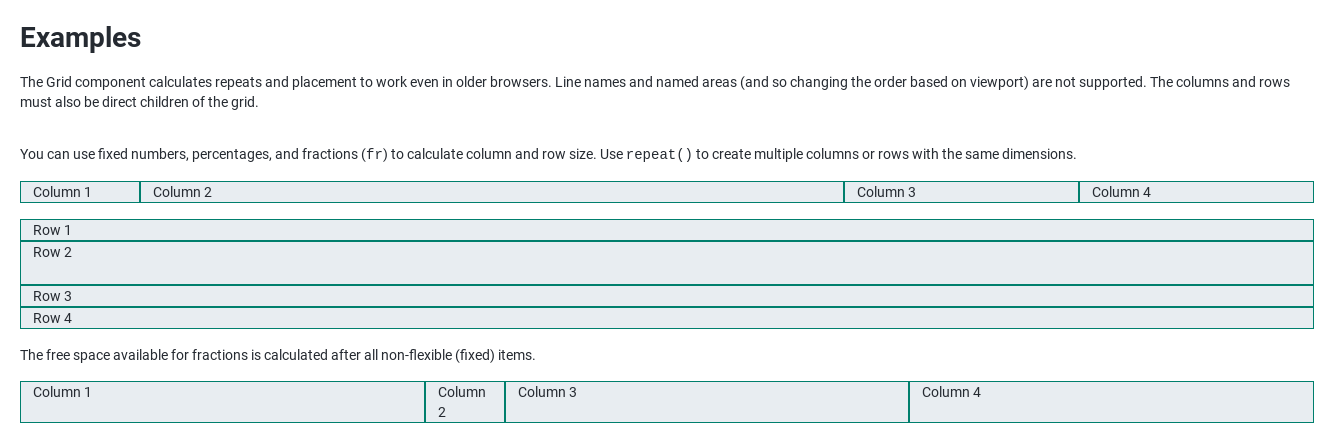 Examples
The Grid component calculates repeats and placement to work even in older browsers. Line names and named areas (and so changing the order based on viewport) are not supported. The columns and rows
must also be direct children of the grid.
You can use fixed numbers, percentages, and fractions (fr) to calculate column and row size. Use repeat() to create multiple columns or rows with the same dimensions.
Column 1 Column 2 Column 3 Column 4
Row 1
Row 2
Row 3
Row 4
The free space available for fractions is calculated after all non-flexible (fixed) items.
Column 1 Column Column 3 Column 4
2